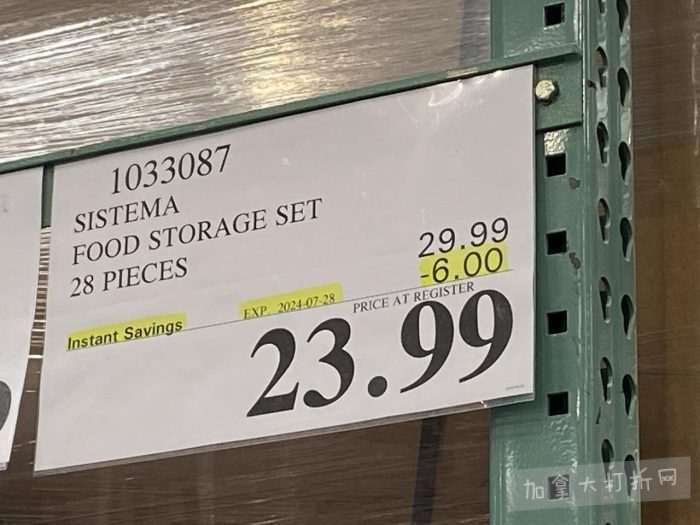 1033087
SISTEMA
FOOD STORAGE SET
28 PIECES
29.99
-6.00
Instant Savings
EXP. 2024-07-28
PRICE AT REGISTER
23.99
加拿大打折网